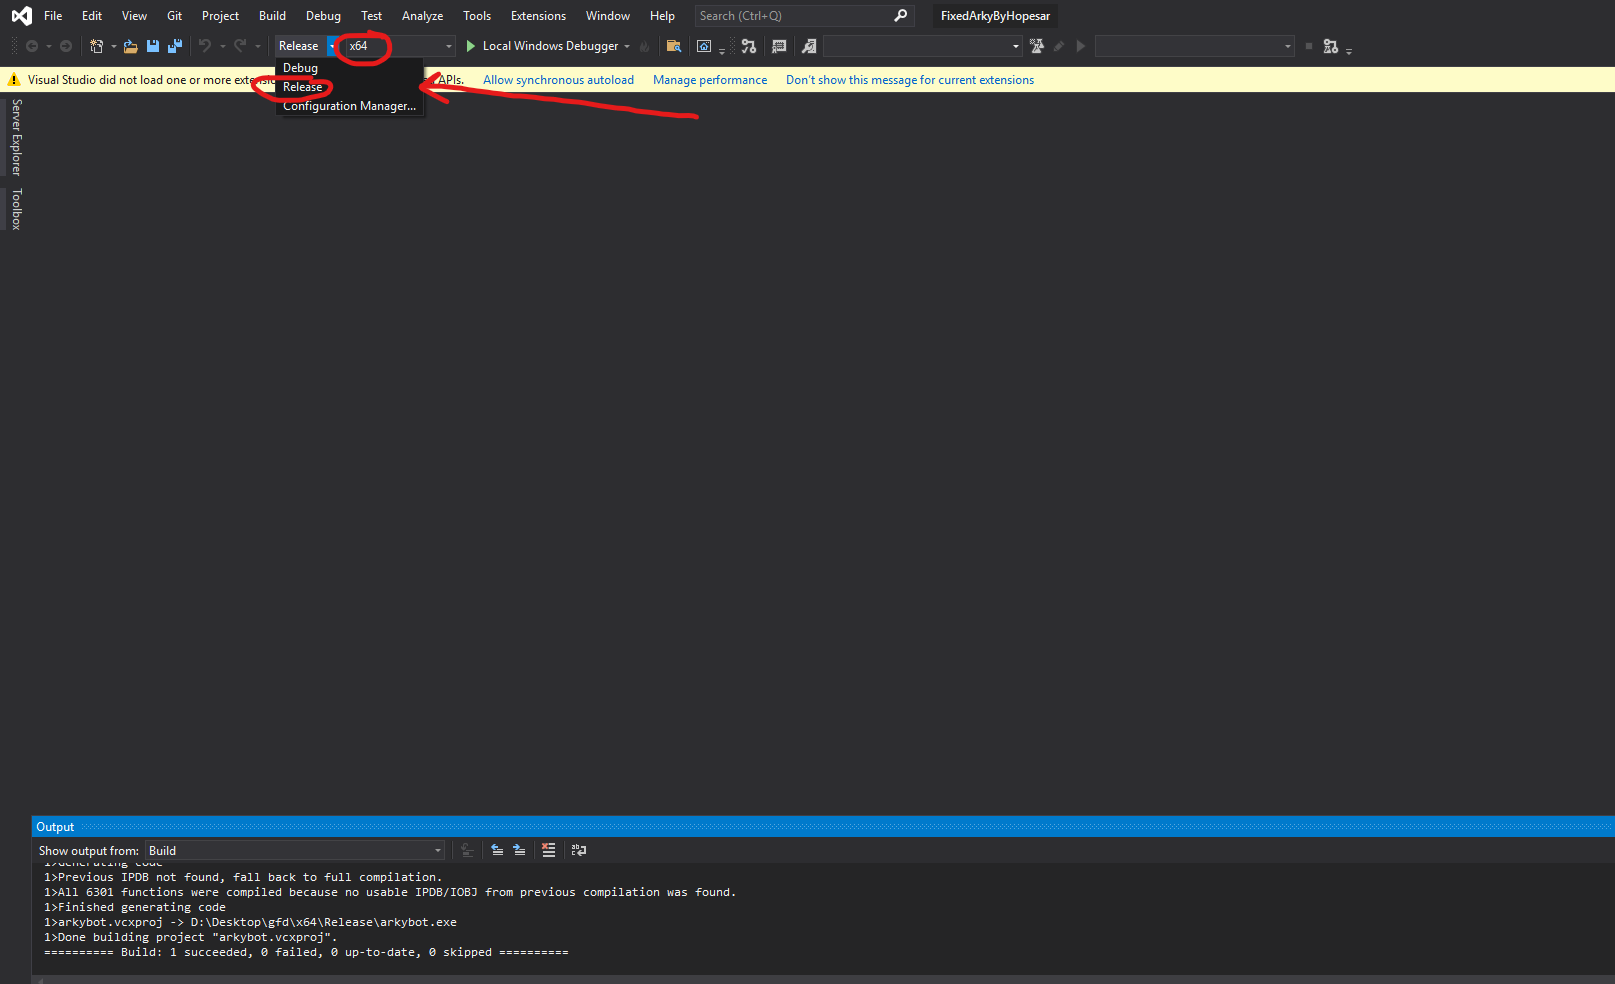 File Edit View Git Project Build Debug Test Analyze Tools Extensions Window Help Search (Ctrl+Q) FixedArkyByHopesar
Release x64 Local Windows Debugger
Debug
Release
Configuration Manager...
Visual Studio did not load one or more APIs. Allow synchronous autoload Manage performance Don't show this message for current extensions
Server Explorer
Toolbox
Output
Show output from: Build
1>Generating code
1>Previous IPDB not found, fall back to full compilation.
1>All 6301 functions were compiled because no usable IPDB/IOBJ from previous compilation was found.
1>Finished generating code
1>arkybot.vcxproj -> D:\Desktop\gfd\x64\Release\arkybot.exe
1>Done building project "arkybot.vcxproj".
========== Build: 1 succeeded, 0 failed, 0 up-to-date, 0 skipped ==========